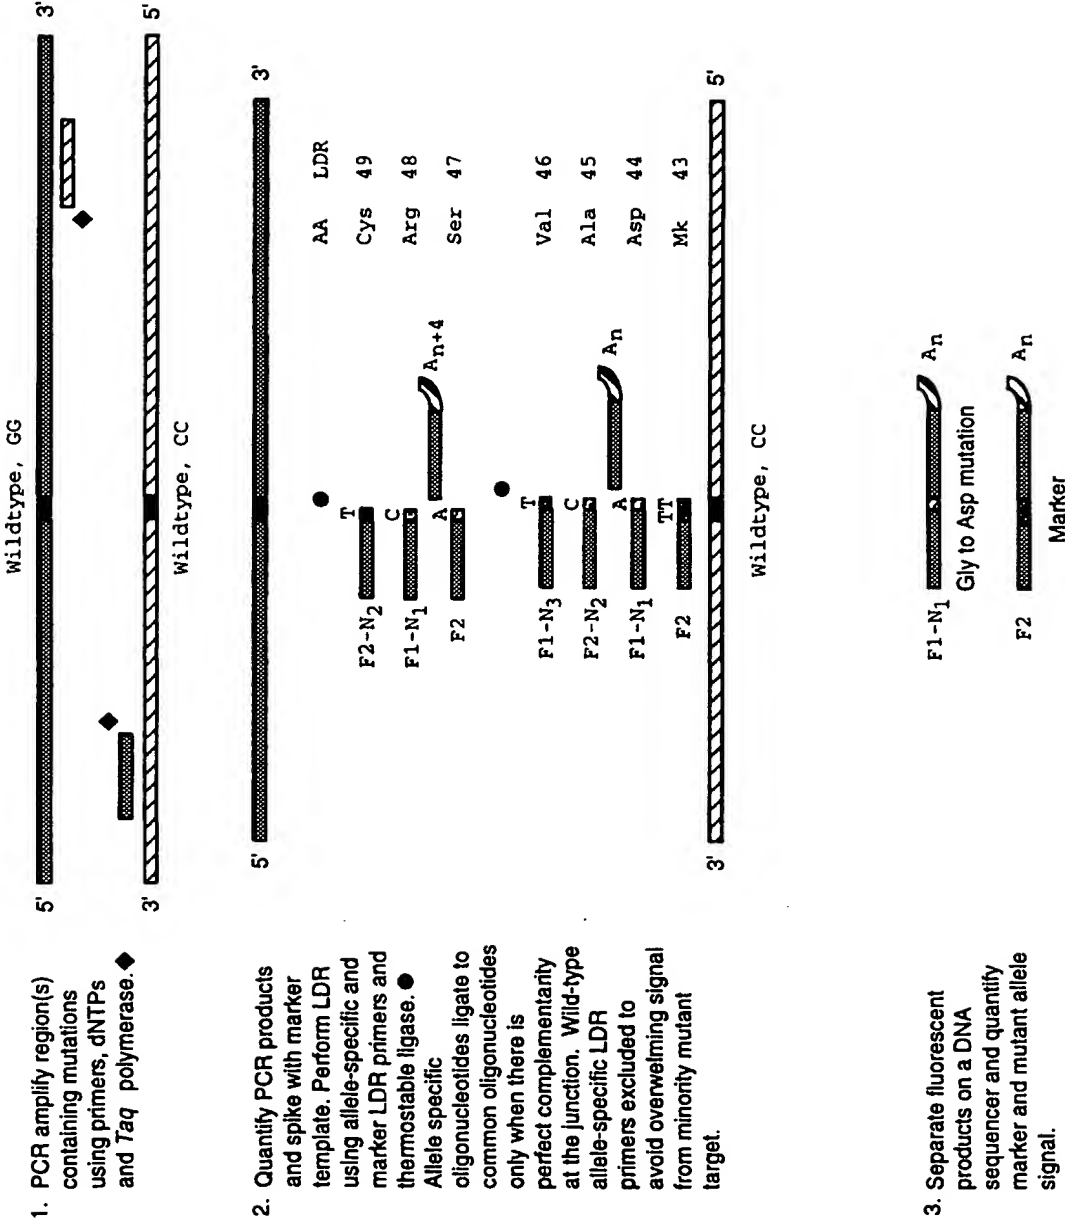 1. PCR amplify region(s)
containing mutations
using primers, dNTPs
and Taq polymerase. ◆
Wildtype, GG
5' 3'
3' 5'
Wildtype, CC
2. Quantify PCR products
and spike with marker
template. Perform LDR
using allele-specific and
marker LDR primers and
thermostable ligase. ●
Allele specific
oligonucleotides ligate to
common oligonucleotides
only when there is
perfect complementarity
at the junction. Wild-type
allele-specific LDR
primers excluded to
avoid overwelming signal
from minority mutant
target.
5' 3'
AA LDR
F2-N2 T Cys 49
F1-N1 C Arg 48
F2 A An+4 Ser 47
F1-N3 T Val 46
F2-N2 C An Ala 45
F1-N1 A Asp 44
F2 TT Mk 43
3' 5'
Wildtype, CC
3. Separate fluorescent
products on a DNA
sequencer and quantify
marker and mutant allele
signal.
F1-N1 An
Gly to Asp mutation
F2 An
Marker